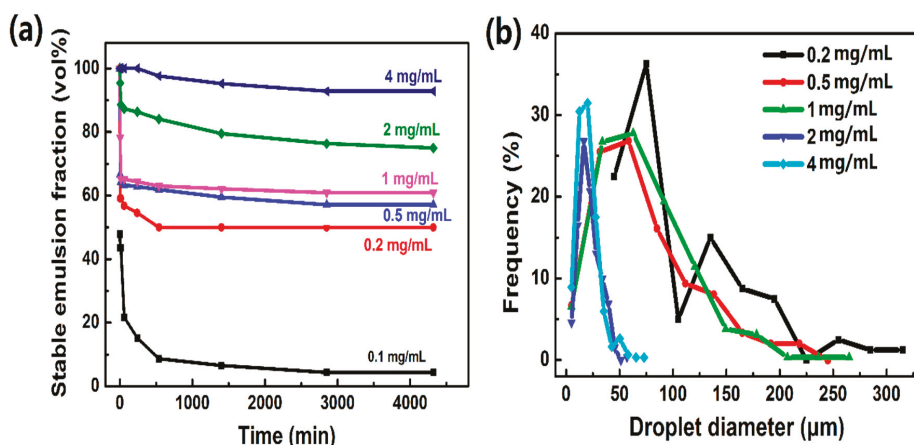 (a)
Stable emulsion fraction (vol%)
100
80
60
40
20
0
4 mg/mL
2 mg/mL
1 mg/mL
0.5 mg/mL
0.2 mg/mL
0.1 mg/mL
0 1000 2000 3000 4000
Time (min)
(b)
Frequency (%)
40
30
20
10
0
0.2 mg/mL
0.5 mg/mL
1 mg/mL
2 mg/mL
4 mg/mL
0 50 100 150 200 250 300
Droplet diameter (µm)